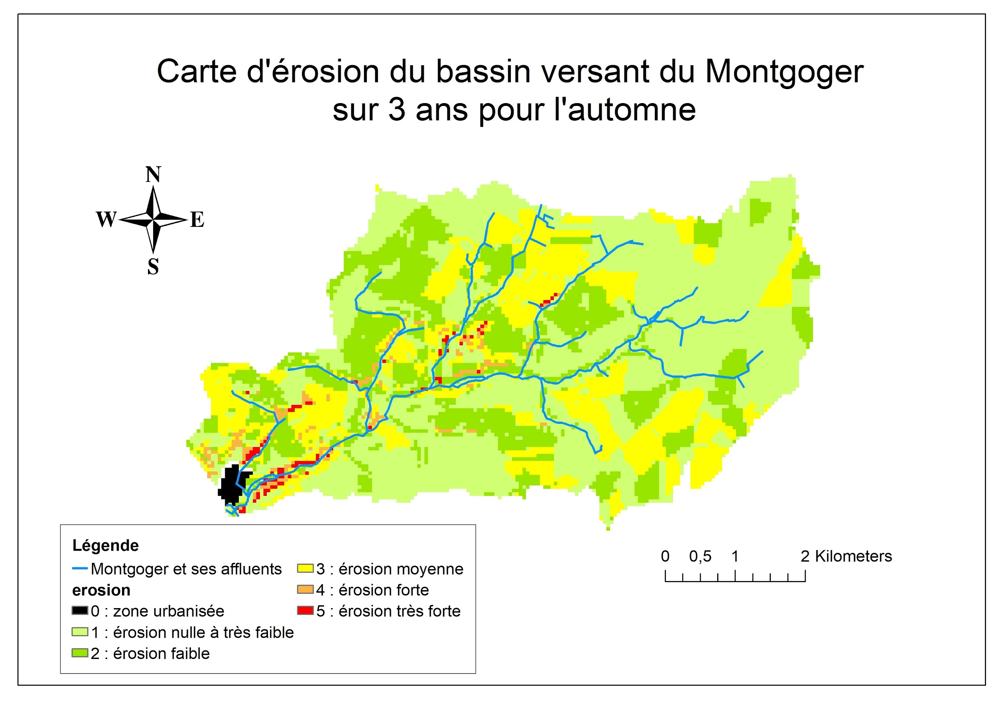 Carte d'érosion du bassin versant du Montgoger
sur 3 ans pour l'automne
N
W E
S
Légende
Montgoger et ses affluents
erosion
0 : zone urbanisée
1 : érosion nulle à très faible
2 : érosion faible
3 : érosion moyenne
4 : érosion forte
5 : érosion très forte
0 0,5 1 2 Kilometers